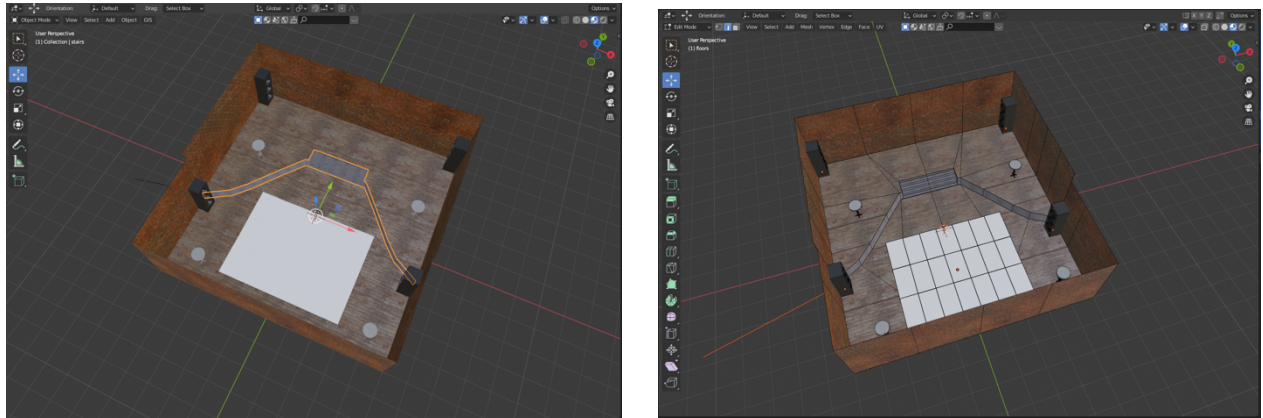 Orientation: Default Drag: Select Box Global Options
Object Mode View Select Add Object GIS
User Perspective
(1) Collection | stairs
Z
X
Orientation: Default Drag: Select Box Global X Y Z Options
Edit Mode View Select Add Mesh Vertex Edge Face UV
User Perspective
(1) floors